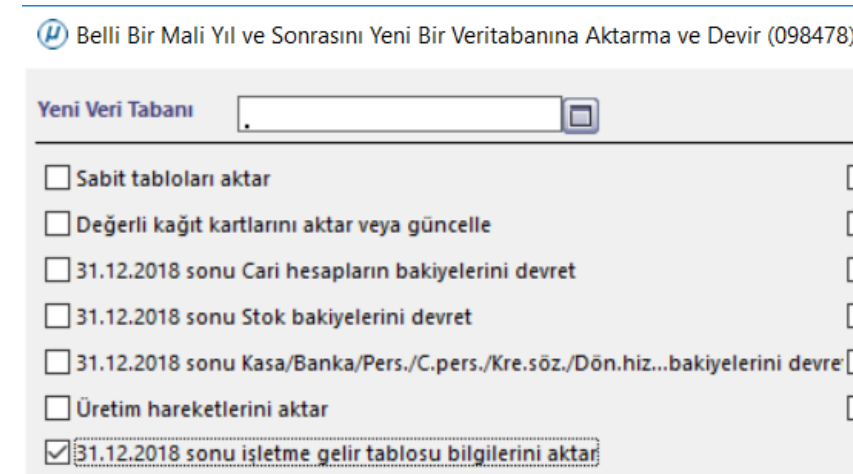 Belli Bir Mali Yıl ve Sonrasını Yeni Bir Veritabanına Aktarma ve Devir (098478)
Yeni Veri Tabanı
.
Sabit tabloları aktar
Değerli kağıt kartlarını aktar veya güncelle
31.12.2018 sonu Cari hesapların bakiyelerini devret
31.12.2018 sonu Stok bakiyelerini devret
31.12.2018 sonu Kasa/Banka/Pers./C.pers./Kre.söz./Dön.hiz...bakiyelerini devre
Üretim hareketlerini aktar
31.12.2018 sonu işletme gelir tablosu bilgilerini aktar